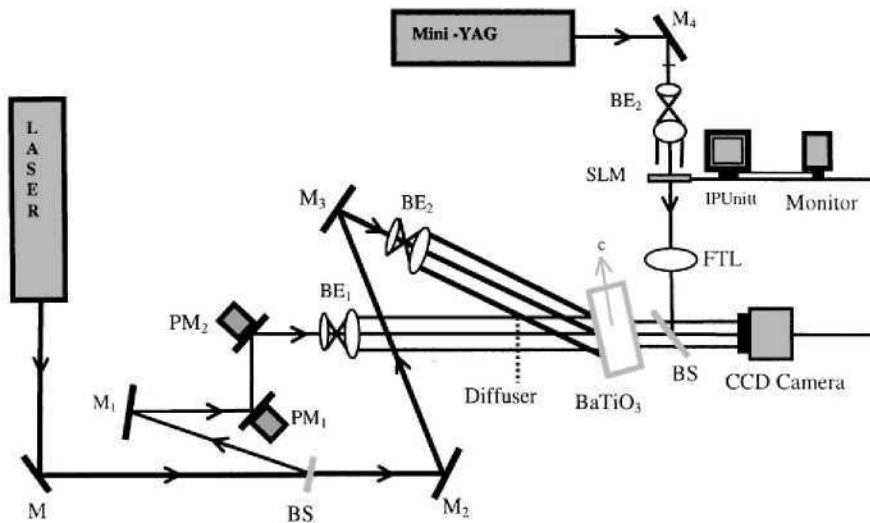 Mini -YAG
M4
LASER
BE2
SLM
IPUnitt
Monitor
M3
BE2
c
FTL
BE1
PM2
Diffuser
BaTiO3
BS
CCD Camera
M1
PM1
M
BS
M2